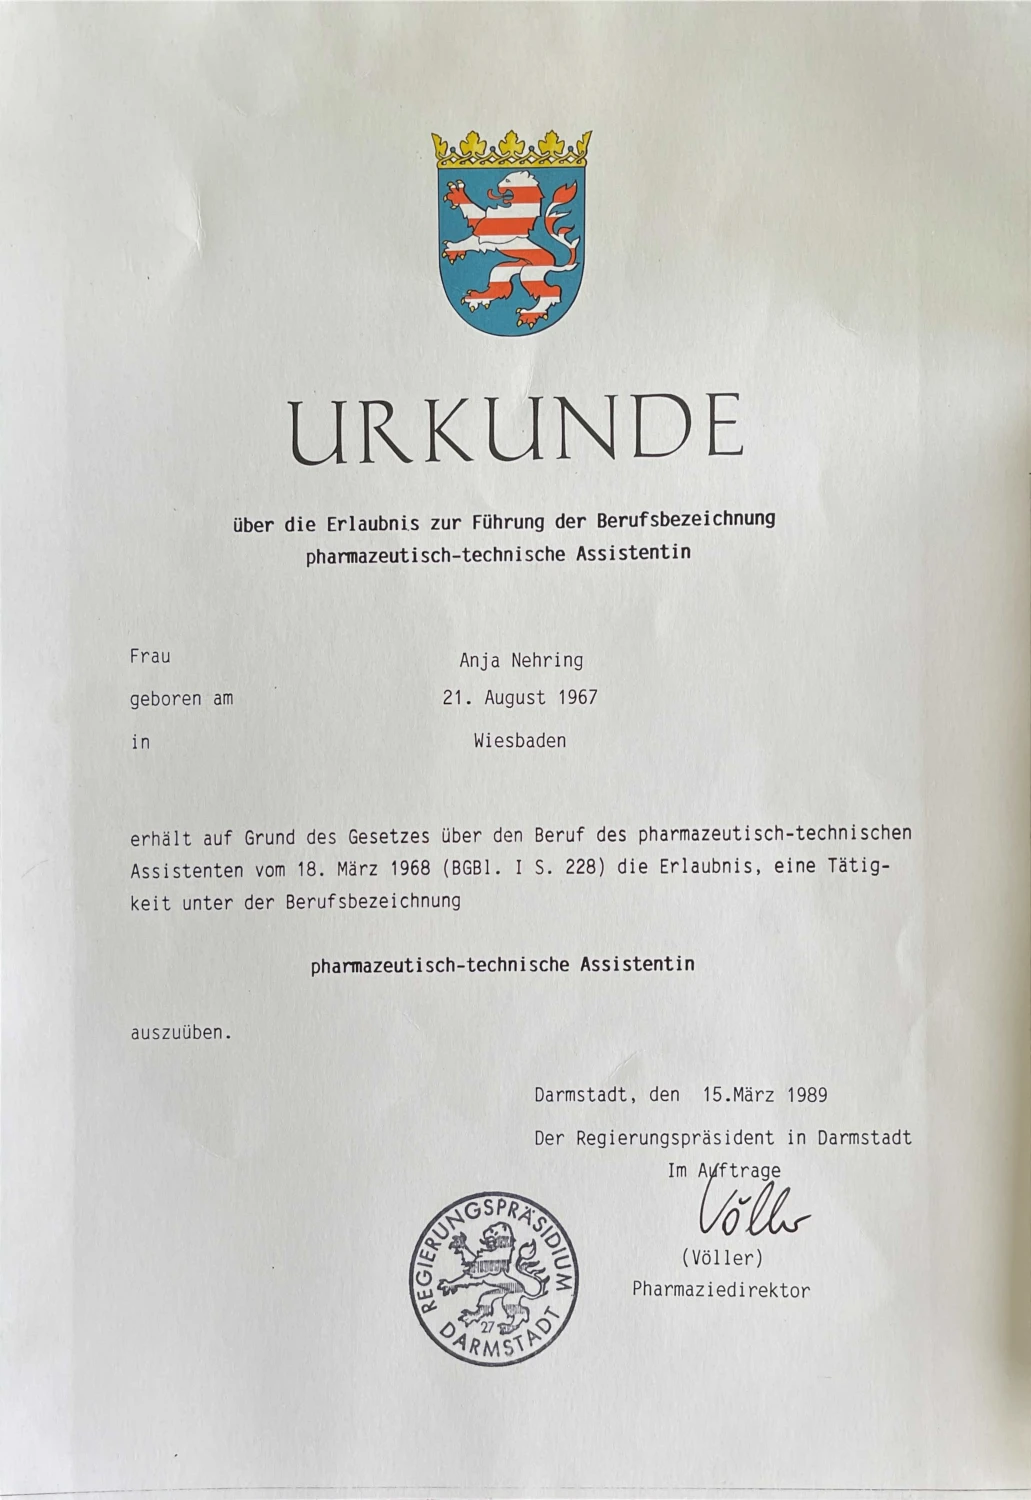 URKUNDE
über die Erlaubnis zur Führung der Berufsbezeichnung
pharmazeutisch-technische Assistentin
Frau Anja Nehring
geboren am 21. August 1967
in Wiesbaden
erhält auf Grund des Gesetzes über den Beruf des pharmazeutisch-technischen
Assistenten vom 18. März 1968 (BGBl. I S. 228) die Erlaubnis, eine Tätig-
keit unter der Berufsbezeichnung
pharmazeutisch-technische Assistentin
auszuüben.
Darmstadt, den 15.März 1989
Der Regierungspräsident in Darmstadt
Im Auftrage
Völler
(Völler)
Pharmaziedirektor
REGIERUNGSPRÄSIDIUM
27
DARMSTADT